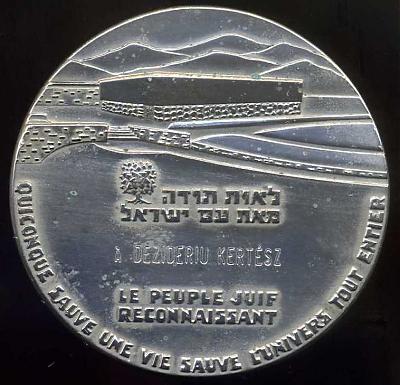 לאות תודה
מאת עם ישראל
A DEZIDERIU KERTÉSZ
LE PEUPLE JUIF
RECONNAISSANT
QUICONQUE SAUVE UNE VIE SAUVE L'UNIVERS TOUT ENTIER